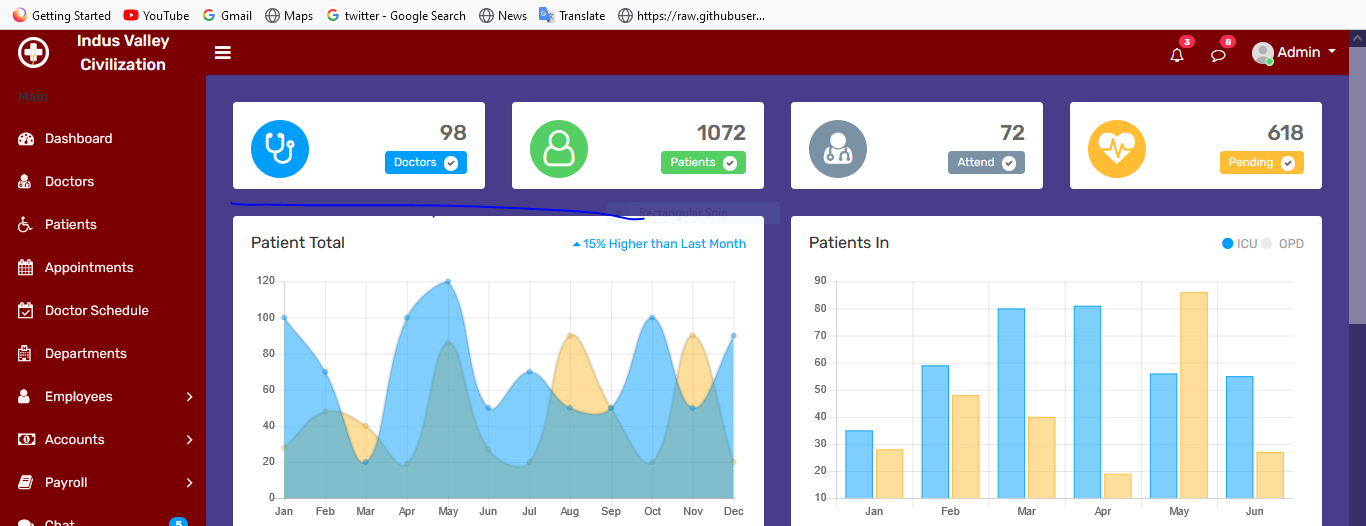 Getting Started YouTube Gmail Maps twitter - Google Search News Translate https://raw.githubuser...
Indus Valley
Civilization
3
8
Admin
Main
Dashboard
Doctors
Patients
Appointments
Doctor Schedule
Departments
Employees
Accounts
Payroll
Chat 5
98
Doctors
1072
Patients
72
Attend
618
Pending
Rectangular Snip
Patient Total
15% Higher than Last Month
120
100
80
60
40
20
0
Jan Feb Mar Apr May Jun Jul Aug Sep Oct Nov Dec
Patients In
ICU OPD
90
80
70
60
50
40
30
20
10
Jan Feb Mar Apr May Jun